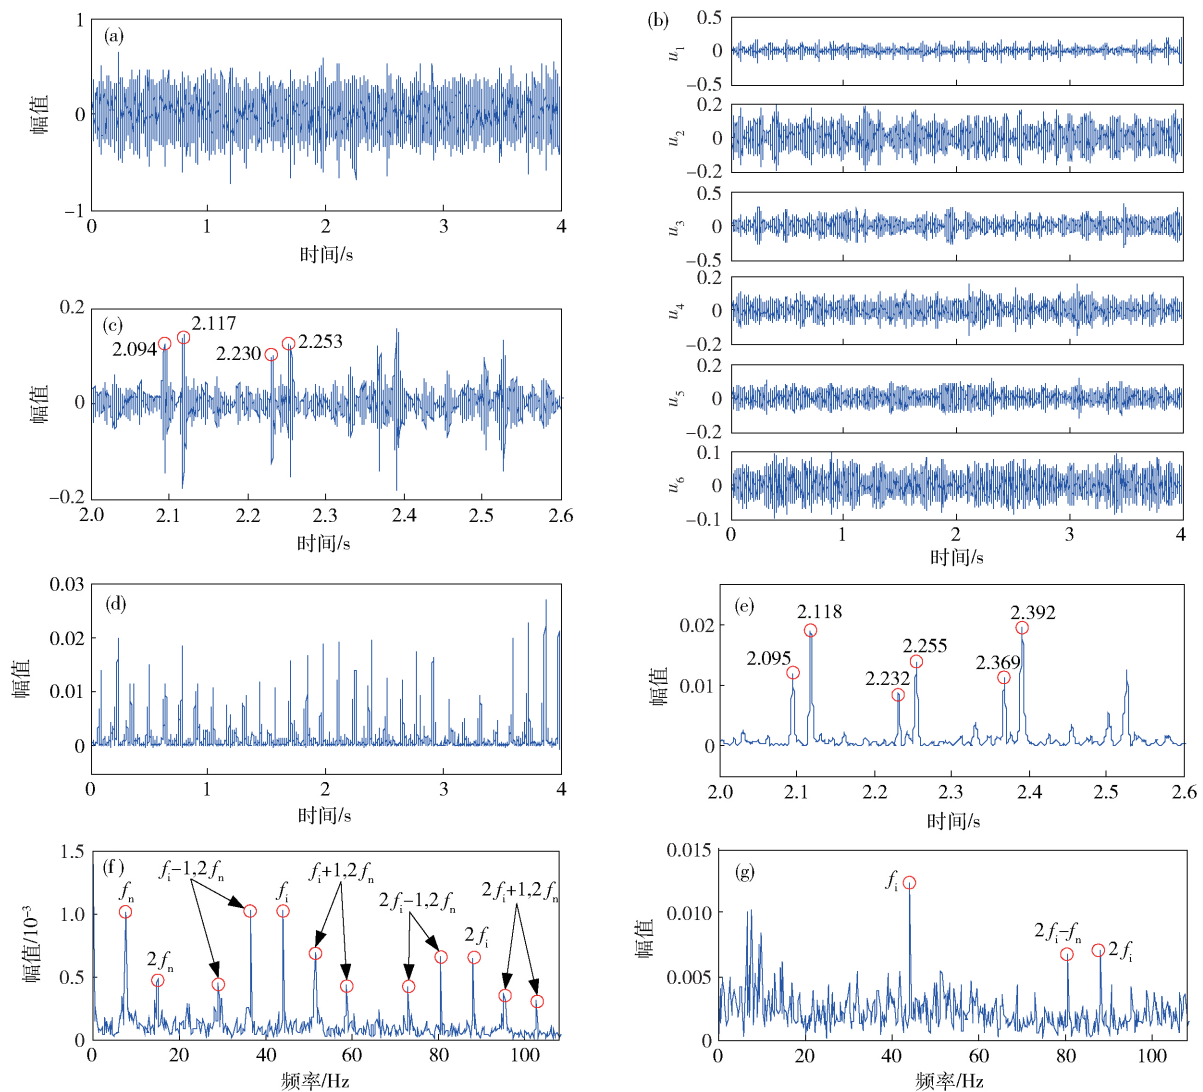 (a)
1
0
−1
幅值
0 1 2 3 4
时间/s
(b)
0.5
0
−0.5
u1
0.2
0
−0.2
u2
0.5
0
−0.5
u3
0.2
0
−0.2
u4
0.2
0
−0.2
u5
0.1
0
−0.1
u6
0 1 2 3 4
时间/s
(c)
0.2
0
−0.2
幅值
2.094
2.117
2.230
2.253
2.0 2.1 2.2 2.3 2.4 2.5 2.6
时间/s
(d)
0.03
0.02
0.01
0
幅值
0 1 2 3 4
时间/s
(e)
0.02
0.01
0
幅值
2.095
2.118
2.232
2.255
2.369
2.392
2.0 2.1 2.2 2.3 2.4 2.5 2.6
时间/s
(f)
1.5
1.0
0.5
0
幅值/10⁻³
fn
2fn
fi−1,2fn
fi
fi+1,2fn
2fi−1,2fn
2fi
2fi+1,2fn
0 20 40 60 80 100
频率/Hz
(g)
0.015
0.010
0.005
0
幅值
fi
2fi−fn
2fi
0 20 40 60 80 100
频率/Hz